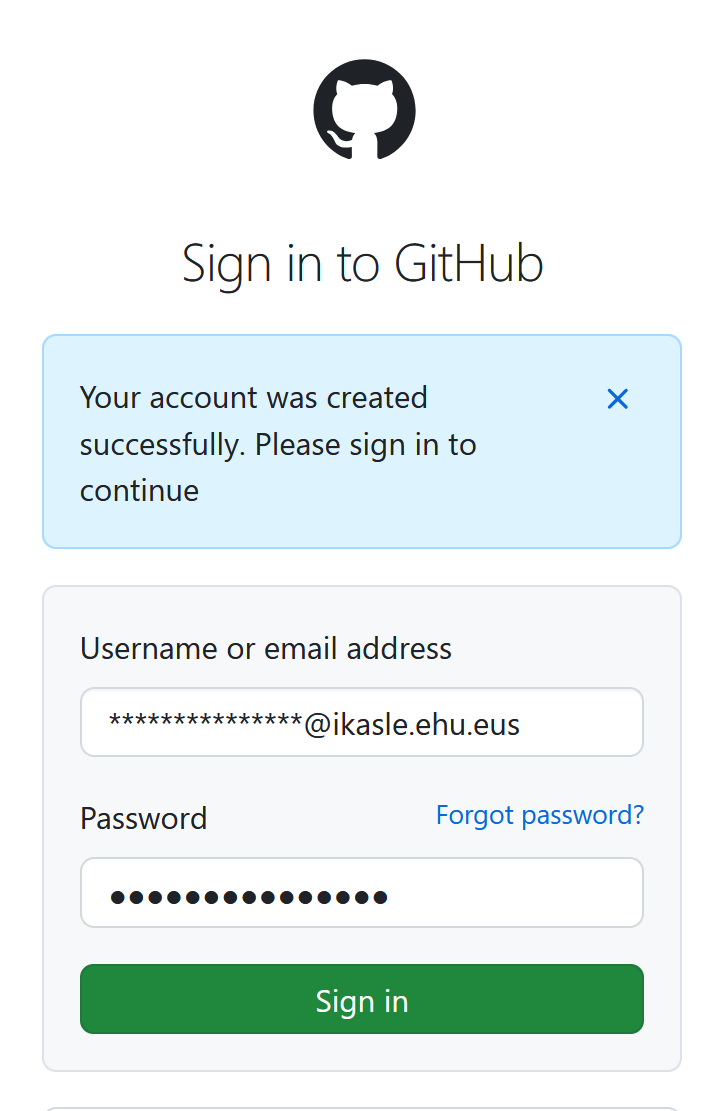 Sign in to GitHub
Your account was created
successfully. Please sign in to
continue
Username or email address
***************@ikasle.ehu.eus
Password
Forgot password?
●●●●●●●●●●●●●●●
Sign in